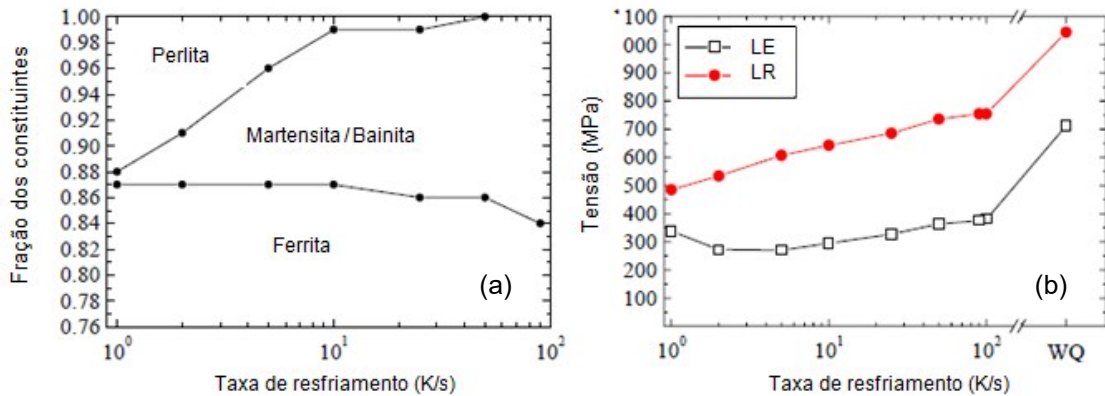 Fração dos constituintes
1.00
0.98
0.96
0.94
0.92
0.90
0.88
0.86
0.84
0.82
0.80
0.78
0.76
Perlita
Martensita / Bainita
Ferrita
(a)
10⁰
10¹
10²
Taxa de resfriamento (K/s)
Tensão (MPa)
100
000
900
800
700
600
500
400
300
200
100
LE
LR
(b)
10⁰
10¹
10²
WQ
Taxa de resfriamento (K/s)